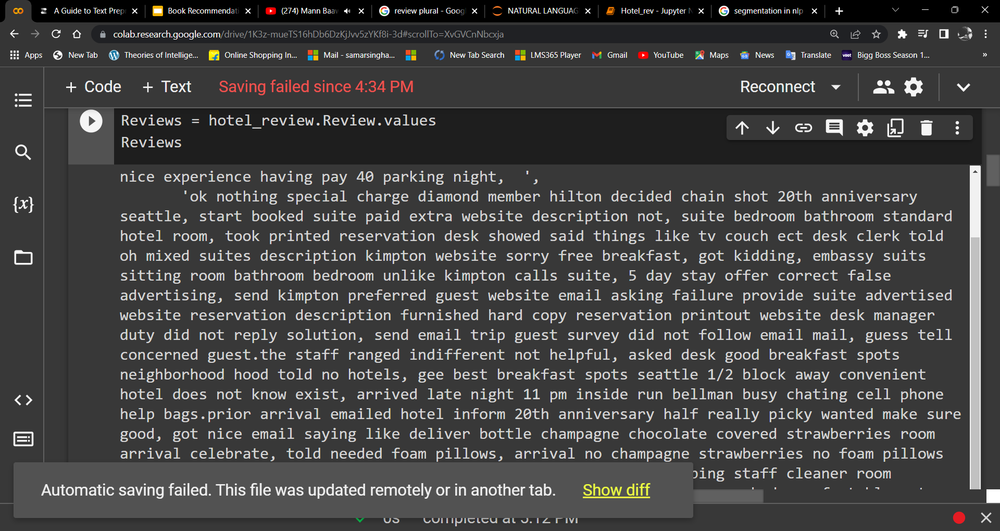 A Guide to Text Prep
Book Recommendati
(274) Mann Baaw
review plural - Goog
NATURAL LANGUAG
Hotel_rev - Jupyter N
segmentation in nlp
colab.research.google.com/drive/1K3z-mueTS16hDb6DzKjJvv5zYKf8i-3d#scrollTo=XvGVCnNbcxja
Apps
New Tab
Theories of Intellige...
Online Shopping In...
Mail - samarsingha...
New Tab Search
LMS365 Player
Gmail
YouTube
Maps
News
Translate
voot
Bigg Boss Season 1...
»
+ Code
+ Text
Saving failed since 4:34 PM
Reconnect
Reviews = hotel_review.Review.values
Reviews
{x}
nice experience having pay 40 parking night,  ',
'ok nothing special charge diamond member hilton decided chain shot 20th anniversary
seattle, start booked suite paid extra website description not, suite bedroom bathroom standard
hotel room, took printed reservation desk showed said things like tv couch ect desk clerk told
oh mixed suites description kimpton website sorry free breakfast, got kidding, embassy suits
sitting room bathroom bedroom unlike kimpton calls suite, 5 day stay offer correct false
advertising, send kimpton preferred guest website email asking failure provide suite advertised
website reservation description furnished hard copy reservation printout website desk manager
duty did not reply solution, send email trip guest survey did not follow email mail, guess tell
concerned guest.the staff ranged indifferent not helpful, asked desk good breakfast spots
neighborhood hood told no hotels, gee best breakfast spots seattle 1/2 block away convenient
hotel does not know exist, arrived late night 11 pm inside run bellman busy chating cell phone
help bags.prior arrival emailed hotel inform 20th anniversary half really picky wanted make sure
good, got nice email saying like deliver bottle champagne chocolate covered strawberries room
arrival celebrate, told needed foam pillows, arrival no champagne strawberries no foam pillows
ping staff cleaner room
Automatic saving failed. This file was updated remotely or in another tab.
Show diff
0s completed at 5:12 PM